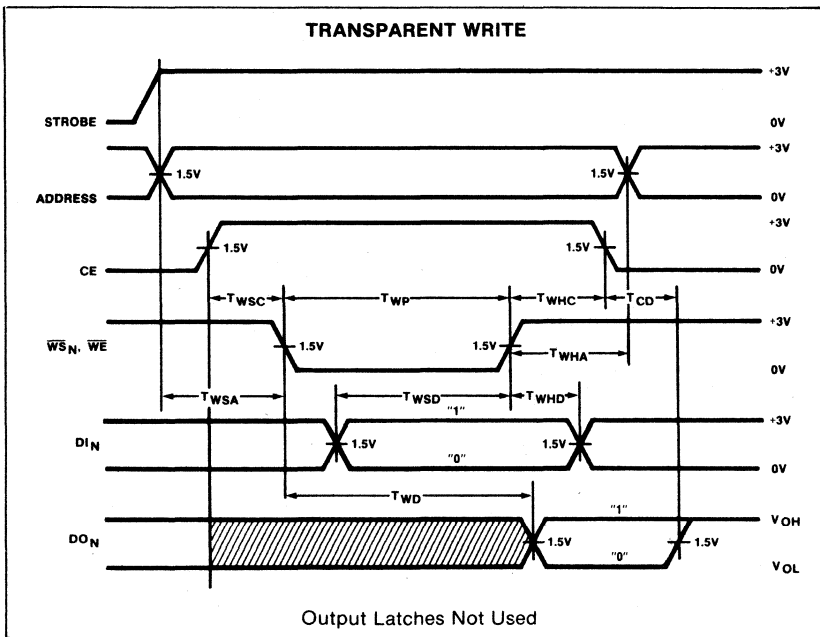 TRANSPARENT WRITE
+3V
STROBE
0V
+3V
1.5V
1.5V
ADDRESS
0V
+3V
1.5V
1.5V
CE
0V
TWSC
TWP
TWHC
TCD
+3V
WSN, WE
1.5V
1.5V
TWHA
0V
TWSA
TWSD
TWHD
"1"
+3V
DIN
1.5V
1.5V
"0"
0V
TWD
"1"
VOH
DON
1.5V
1.5V
"0"
VOL
Output Latches Not Used